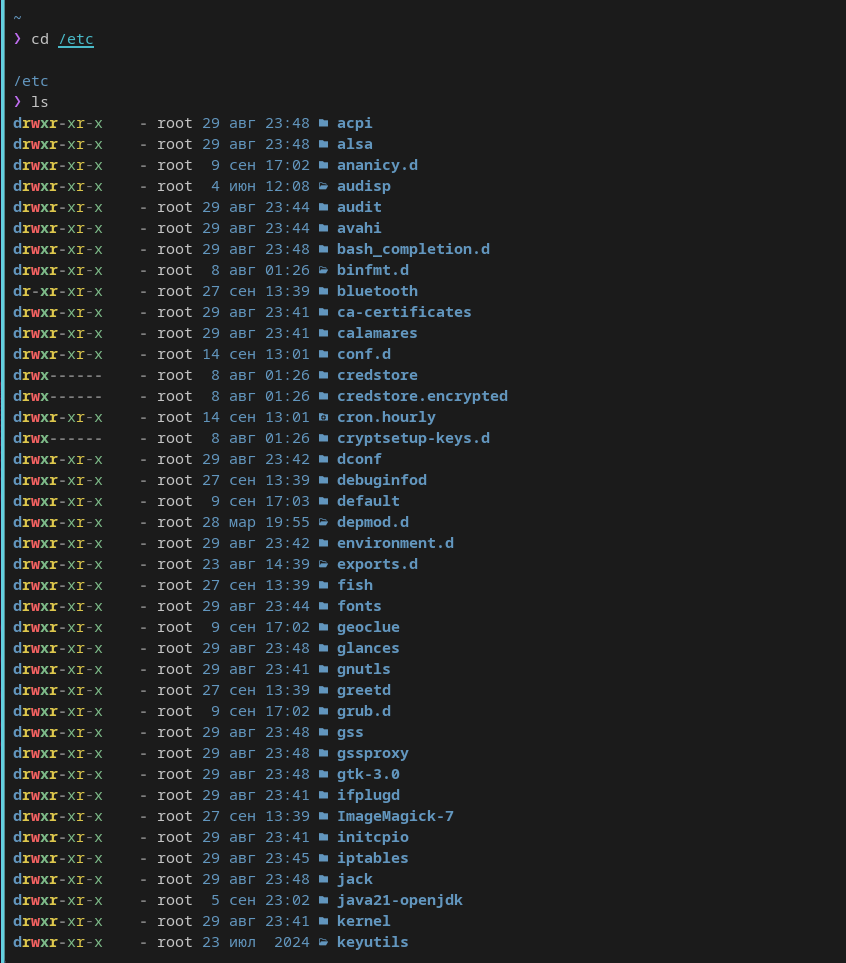 ~
❯ cd /etc
/etc
❯ ls
drwxr-xr-x    - root 29 авг 23:48 acpi
drwxr-xr-x    - root 29 авг 23:48 alsa
drwxr-xr-x    - root  9 сен 17:02 ananicy.d
drwxr-xr-x    - root  4 июн 12:08 audisp
drwxr-xr-x    - root 29 авг 23:44 audit
drwxr-xr-x    - root 29 авг 23:44 avahi
drwxr-xr-x    - root 29 авг 23:48 bash_completion.d
drwxr-xr-x    - root  8 авг 01:26 binfmt.d
dr-xr-xr-x    - root 27 сен 13:39 bluetooth
drwxr-xr-x    - root 29 авг 23:41 ca-certificates
drwxr-xr-x    - root 29 авг 23:41 calamares
drwxr-xr-x    - root 14 сен 13:01 conf.d
drwx------    - root  8 авг 01:26 credstore
drwx------    - root  8 авг 01:26 credstore.encrypted
drwxr-xr-x    - root 14 сен 13:01 cron.hourly
drwx------    - root  8 авг 01:26 cryptsetup-keys.d
drwxr-xr-x    - root 29 авг 23:42 dconf
drwxr-xr-x    - root 27 сен 13:39 debuginfod
drwxr-xr-x    - root  9 сен 17:03 default
drwxr-xr-x    - root 28 мар 19:55 depmod.d
drwxr-xr-x    - root 29 авг 23:42 environment.d
drwxr-xr-x    - root 23 авг 14:39 exports.d
drwxr-xr-x    - root 27 сен 13:39 fish
drwxr-xr-x    - root 29 авг 23:44 fonts
drwxr-xr-x    - root  9 сен 17:02 geoclue
drwxr-xr-x    - root 29 авг 23:48 glances
drwxr-xr-x    - root 29 авг 23:41 gnutls
drwxr-xr-x    - root 27 сен 13:39 greetd
drwxr-xr-x    - root  9 сен 17:02 grub.d
drwxr-xr-x    - root 29 авг 23:48 gss
drwxr-xr-x    - root 29 авг 23:48 gssproxy
drwxr-xr-x    - root 29 авг 23:48 gtk-3.0
drwxr-xr-x    - root 29 авг 23:41 ifplugd
drwxr-xr-x    - root 27 сен 13:39 ImageMagick-7
drwxr-xr-x    - root 29 авг 23:41 initcpio
drwxr-xr-x    - root 29 авг 23:45 iptables
drwxr-xr-x    - root 29 авг 23:48 jack
drwxr-xr-x    - root  5 сен 23:02 java21-openjdk
drwxr-xr-x    - root 29 авг 23:41 kernel
drwxr-xr-x    - root 23 июл  2024 keyutils